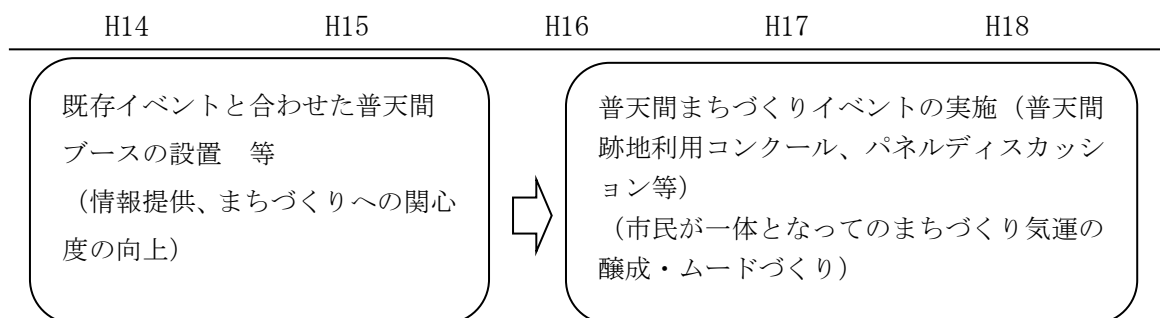 H14 H15 H16 H17 H18
既存イベントと合わせた普天間
ブースの設置　等
（情報提供、まちづくりへの関心
度の向上）
普天間まちづくりイベントの実施（普天間
跡地利用コンクール、パネルディスカッシ
ョン等）
（市民が一体となってのまちづくり気運の
醸成・ムードづくり）